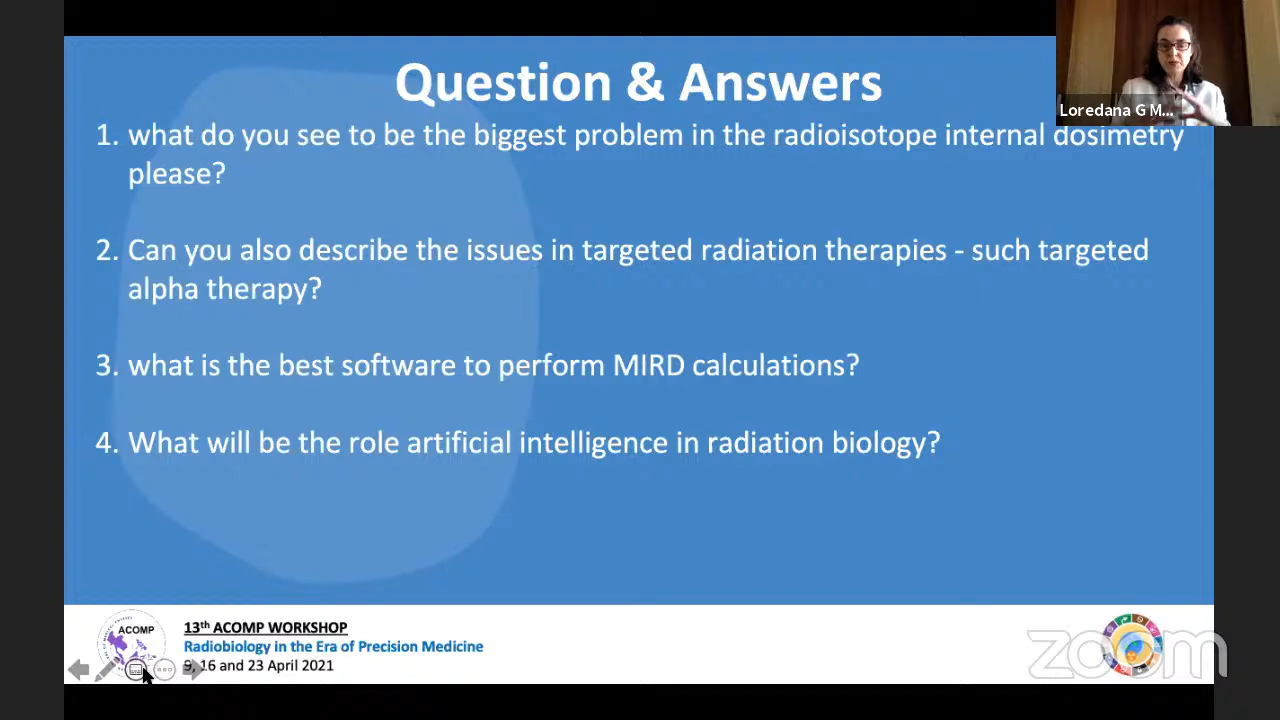 Question & Answers
Loredana G M...
1. what do you see to be the biggest problem in the radioisotope internal dosimetry
please?
2. Can you also describe the issues in targeted radiation therapies - such targeted
alpha therapy?
3. what is the best software to perform MIRD calculations?
4. What will be the role artificial intelligence in radiation biology?
ACOMP
13th ACOMP WORKSHOP
Radiobiology in the Era of Precision Medicine
9, 16 and 23 April 2021
zoom